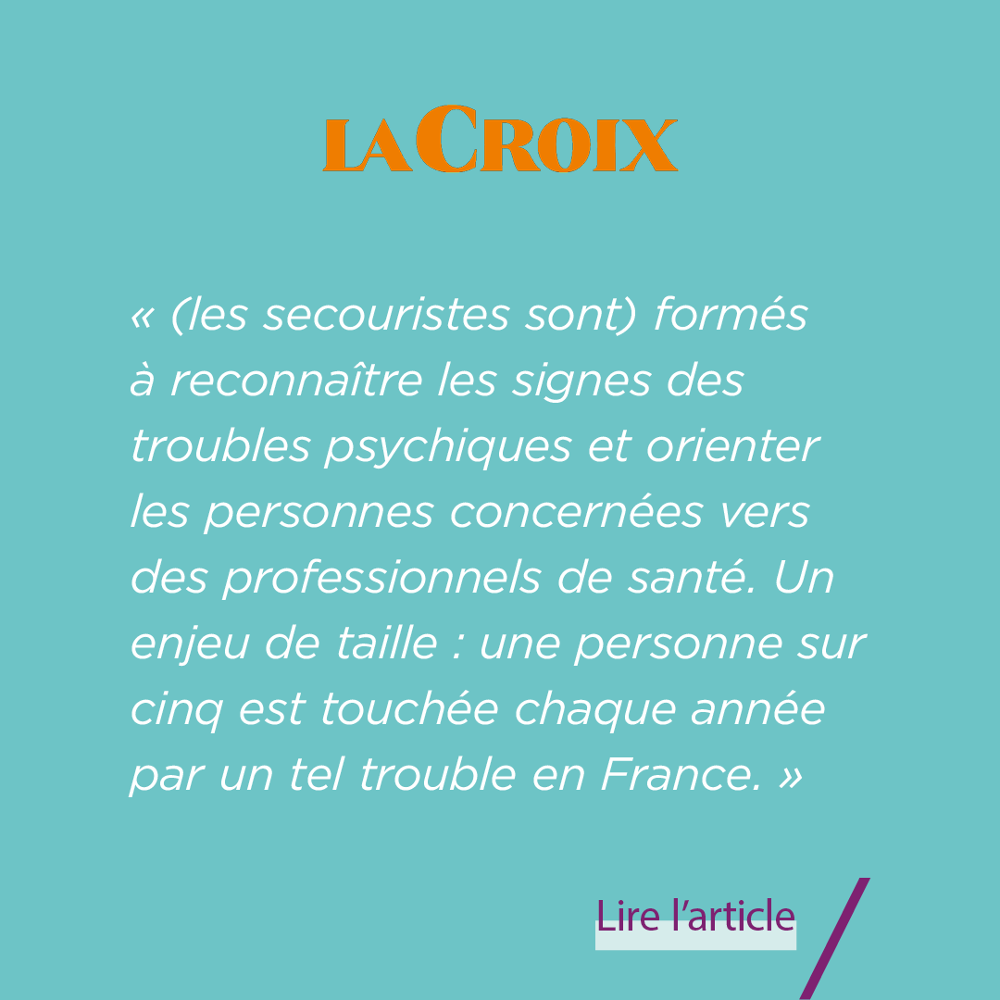 LA CROIX
« (les secouristes sont) formés
à reconnaître les signes des
troubles psychiques et orienter
les personnes concernées vers
des professionnels de santé. Un
enjeu de taille : une personne sur
cinq est touchée chaque année
par un tel trouble en France. »
Lire l’article